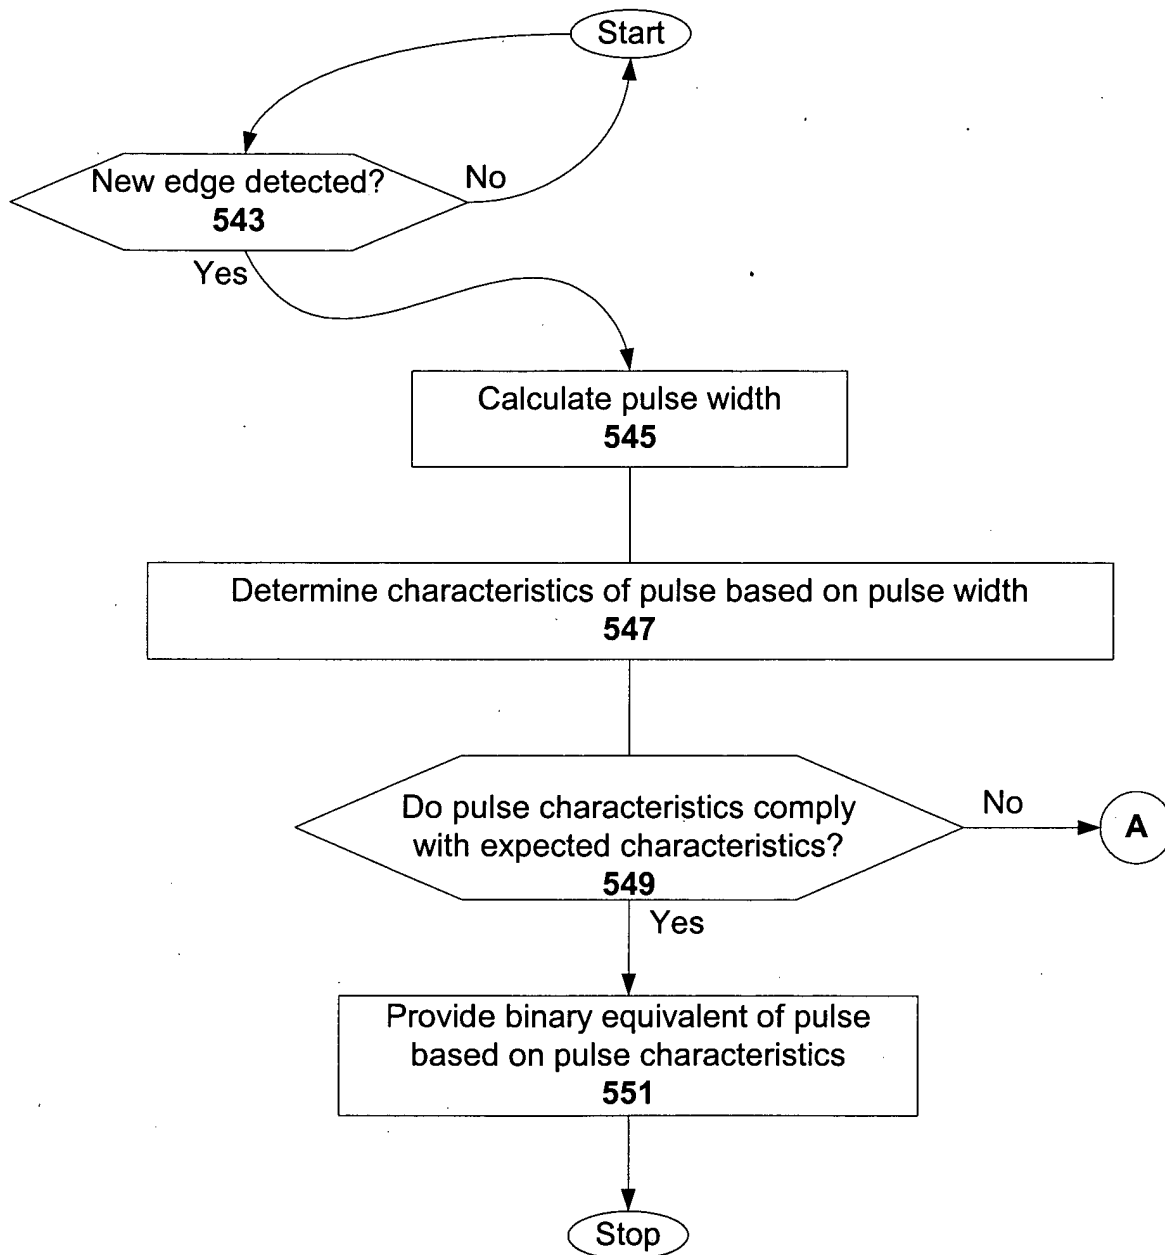 Start
New edge detected?
543
No
Yes
Calculate pulse width
545
Determine characteristics of pulse based on pulse width
547
Do pulse characteristics comply
with expected characteristics?
549
No
A
Yes
Provide binary equivalent of pulse
based on pulse characteristics
551
Stop